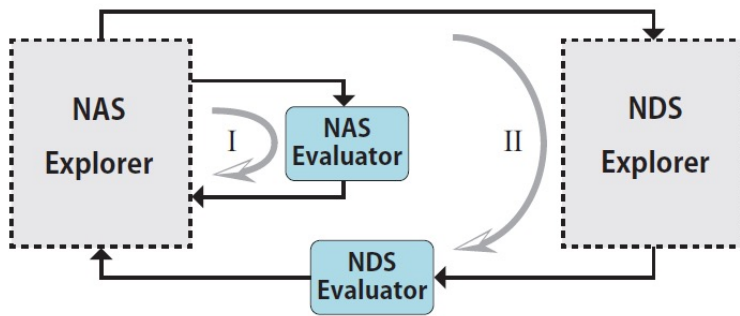 NAS
Explorer
I
NAS
Evaluator
II
NDS
Explorer
NDS
Evaluator